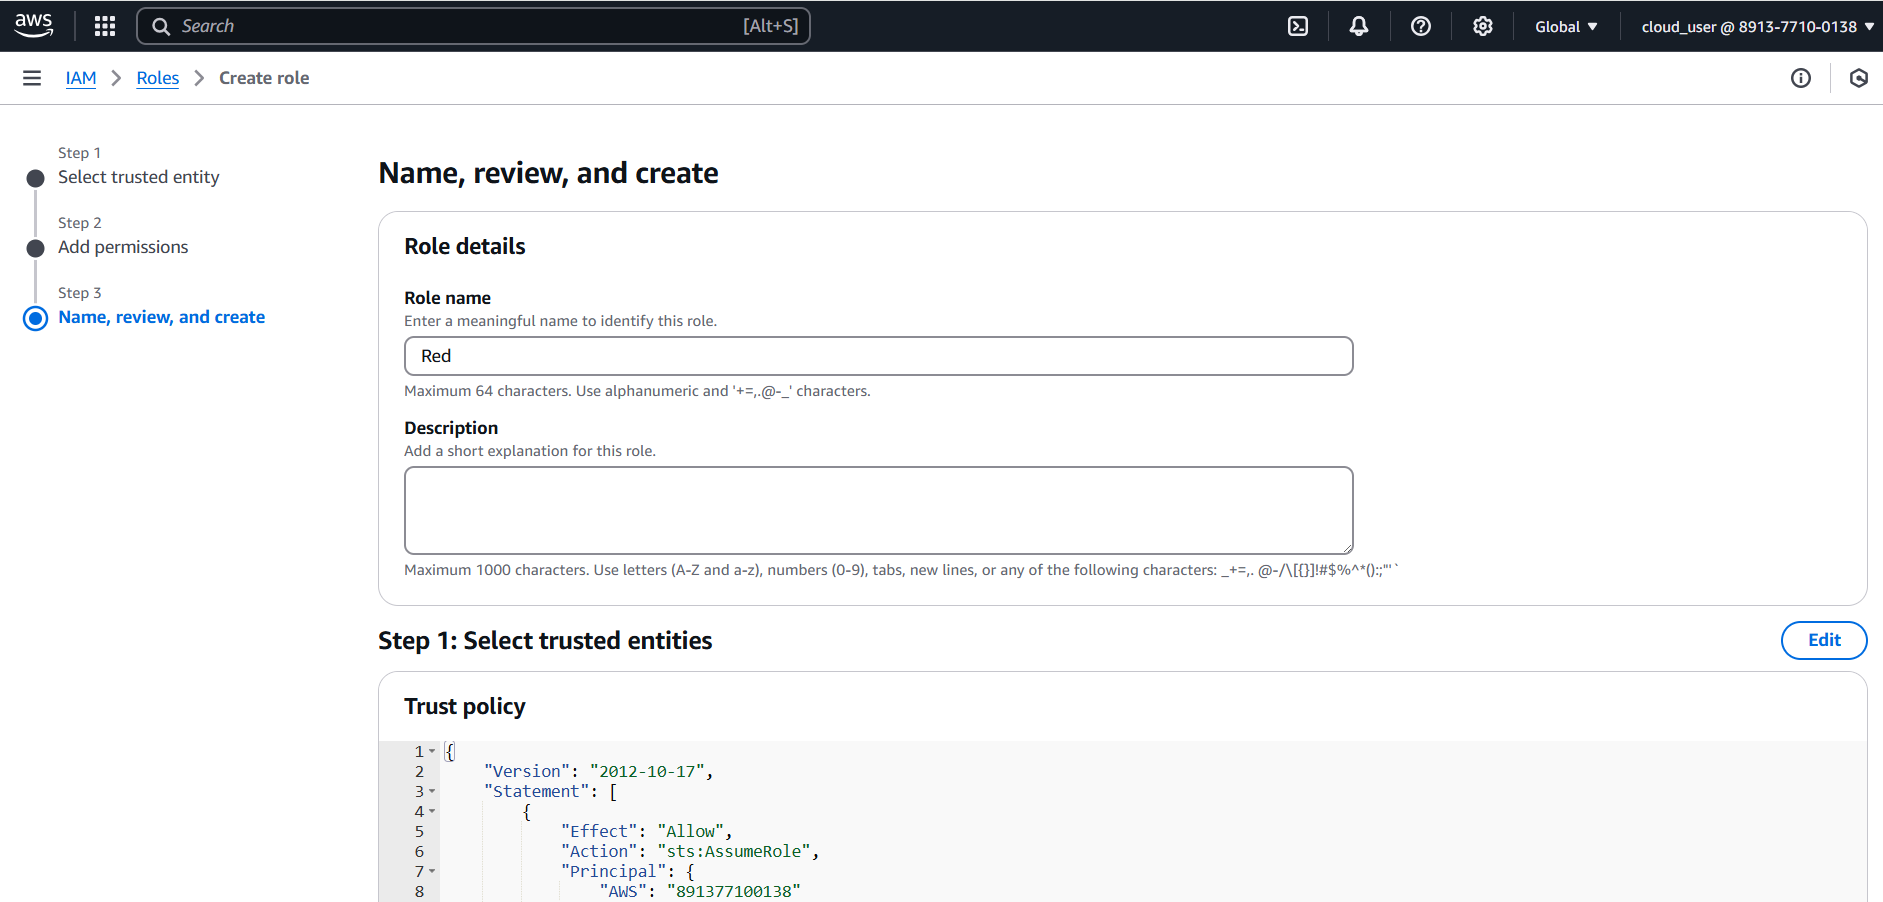 aws
Search [Alt+S]
Global
cloud_user @ 8913-7710-0138
IAM > Roles > Create role
Step 1
Select trusted entity
Step 2
Add permissions
Step 3
Name, review, and create
Name, review, and create
Role details
Role name
Enter a meaningful name to identify this role.
Red
Maximum 64 characters. Use alphanumeric and '+=,.@-_' characters.
Description
Add a short explanation for this role.
Maximum 1000 characters. Use letters (A-Z and a-z), numbers (0-9), tabs, new lines, or any of the following characters: _+=,. @-/\[{}]!#$%^*():;"'`
Step 1: Select trusted entities
Edit
Trust policy
1 {
2 "Version": "2012-10-17",
3 "Statement": [
4 {
5 "Effect": "Allow",
6 "Action": "sts:AssumeRole",
7 "Principal": {
8 "AWS": "891377100138"